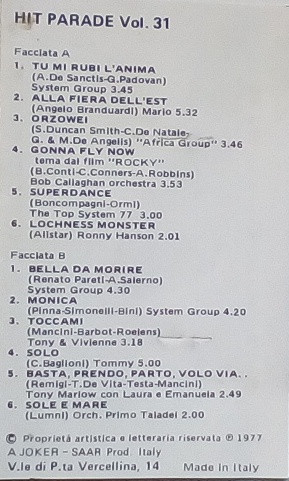 HIT PARADE Vol. 31
Facciata A
1. TU MI RUBI L'ANIMA
(A.De Sanctis-G.Padovan)
System Group 3.45
2. ALLA FIERA DELL'EST
(Angelo Branduardi) Mario 5.32
3. ORZOWEI
(S.Duncan Smith-C.De Natale-
G. & M.De Angelis) "Africa Group" 3.46
4. GONNA FLY NOW
tema dal film "ROCKY"
(B.Conti-C.Conners-A.Robbins)
Bob Callaghan orchestra 3.53
5. SUPERDANCE
(Boncompagni-Ormi)
The Top System 77 3.00
6. LOCHNESS MONSTER
(Allstar) Ronny Hanson 2.01
Facciata B
1. BELLA DA MORIRE
(Renato Pareti-A.Salerno)
System Group 4.30
2. MONICA
(Pinna-Simonelli-Bini) System Group 4.20
3. TOCCAMI
(Mancini-Barbot-Roelens)
Tony & Vivienne 3.18
4. SOLO
(C.Baglioni) Tommy 5.00
5. BASTA, PRENDO, PARTO, VOLO VIA..
(Remigi-T.De Vita-Testa-Mancini)
Tony Marlow con Laura e Emanuela 2.49
6. SOLE E MARE
(Lumni) Orch. Primo Taladei 2.00
© Proprietà artistica e letteraria riservata ℗ 1977
A JOKER - SAAR Prod. Italy
V.le di P.ta Vercellina, 14 Made in Italy